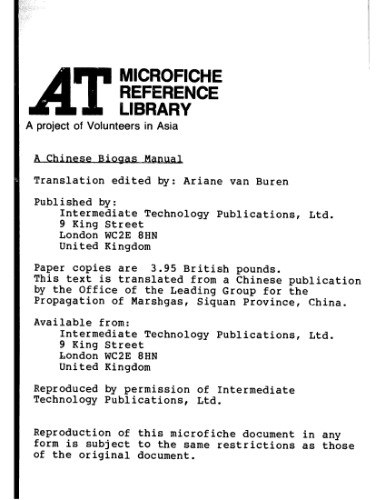 AT MICROFICHE
REFERENCE
LIBRARY
A project of Volunteers in Asia
A Chinese Biogas Manual
Translation edited by: Ariane van Buren
Published by:
Intermediate Technology Publications, Ltd.
9 King Street
London WC2E 8HN
United Kingdom
Paper copies are 3.95 British pounds.
This text is translated from a Chinese publication
by the Office of the Leading Group for the
Propagation of Marshgas, Siquan Province, China.
Available from:
Intermediate Technology Publications, Ltd.
9 King Street
London WC2E 8HN
United Kingdom
Reproduced by permission of Intermediate
Technology Publications, Ltd.
Reproduction of this microfiche document in any
form is subject to the same restrictions as those
of the original document.